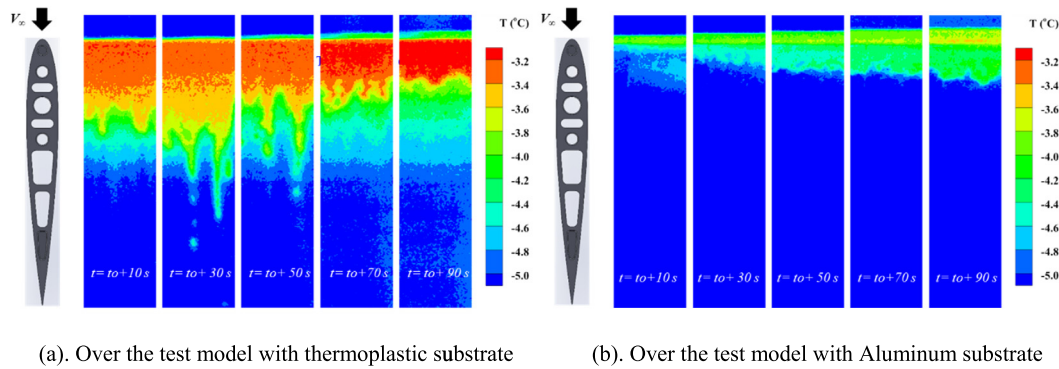 V∞
T (°C)
-3.2
-3.4
-3.6
-3.8
-4.0
-4.2
-4.4
-4.6
-4.8
-5.0
t= to+10 s
t= to+ 30 s
t= to+ 50 s
t= to+70 s
t= to+ 90 s
(a). Over the test model with thermoplastic substrate
V∞
T (°C)
-3.2
-3.4
-3.6
-3.8
-4.0
-4.2
-4.4
-4.6
-4.8
-5.0
t= to+10 s
t= to+ 30 s
t= to+50 s
t= to+70 s
t= to+ 90 s
(b). Over the test model with Aluminum substrate